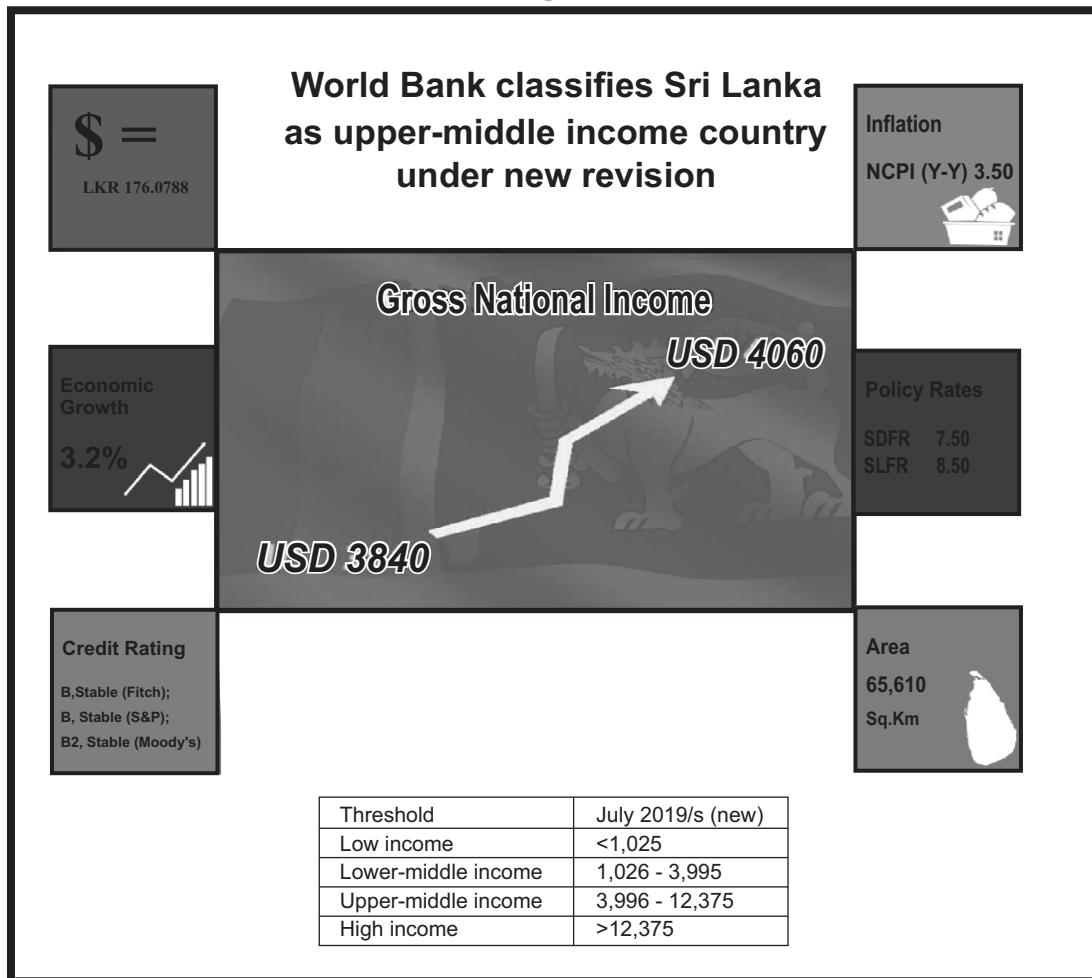 World Bank classifies Sri Lanka
as upper-middle income country
under new revision
$ =
LKR 176.0788
Inflation
NCPI (Y-Y) 3.50
Gross National Income
USD 4060
USD 3840
Economic
Growth
3.2%
Policy Rates
SDFR 7.50
SLFR 8.50
Credit Rating
B,Stable (Fitch);
B, Stable (S&P);
B2, Stable (Moody's)
Area
65,610
Sq.Km
Threshold July 2019/s (new)
Low income <1,025
Lower-middle income 1,026 - 3,995
Upper-middle income 3,996 - 12,375
High income >12,375